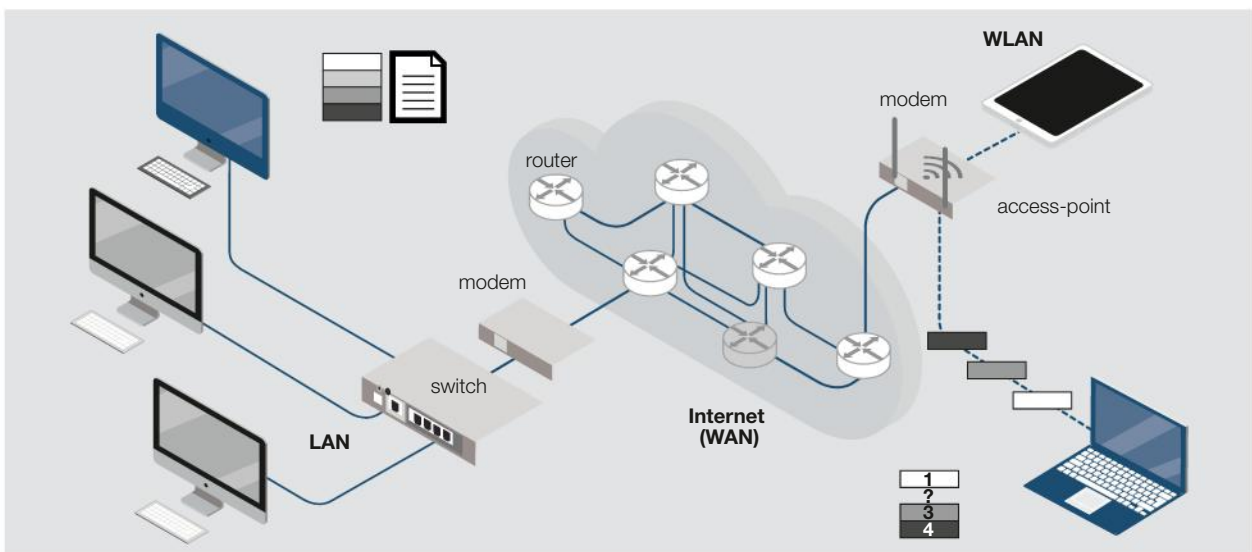 WLAN
modem
router
access-point
modem
switch
LAN
Internet
(WAN)
1
?
3
4